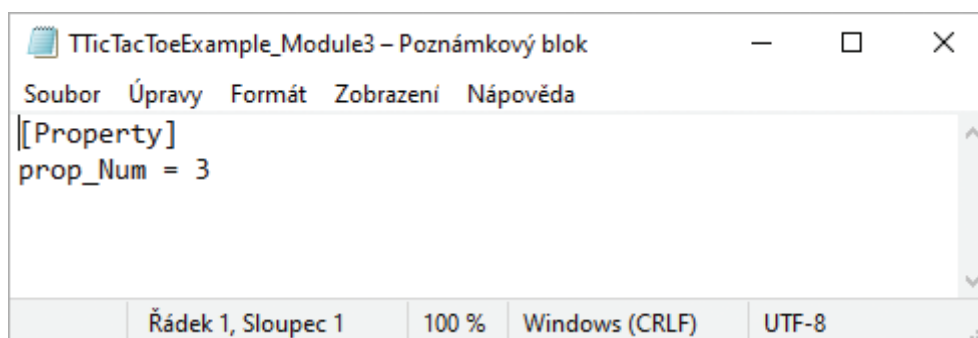 TTicTacToeExample_Module3 – Poznámkový blok
Soubor Úpravy Formát Zobrazení Nápověda
[Property]
prop_Num = 3
Řádek 1, Sloupec 1 100 % Windows (CRLF) UTF-8